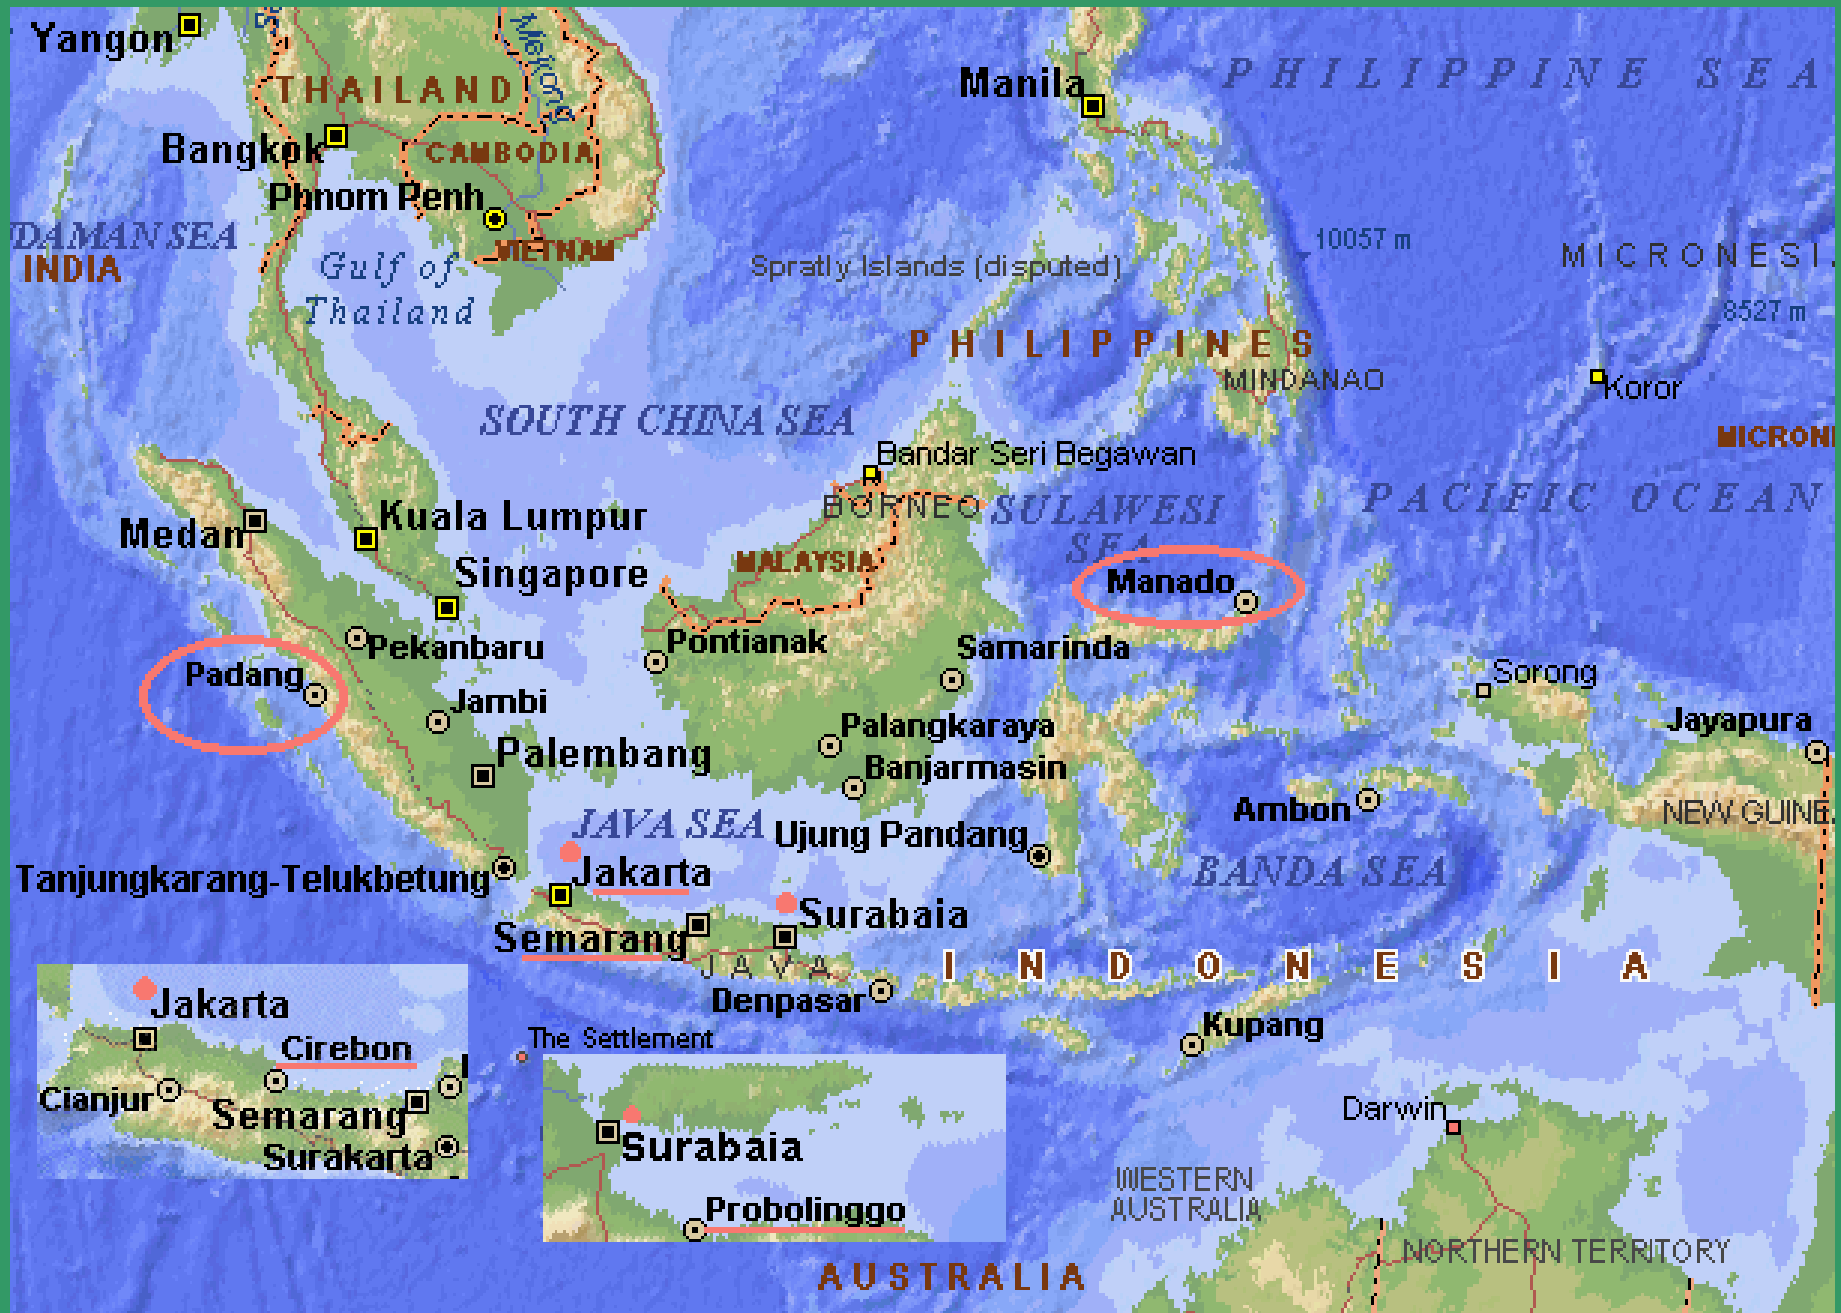 Yangon
THAILAND
Mekong
Manila
PHILIPPINE SEA
Bangkok
CAMBODIA
Phnom Penh
DAMAN SEA
INDIA
VIETNAM
Gulf of
Thailand
Spratly Islands (disputed)
10057 m
MICRONESI
8527 m
PHILIPPINES
MINDANAO
Koror
SOUTH CHINA SEA
MICRON
Bandar Seri Begawan
BORNEO
SULAWESI
SEA
PACIFIC OCEAN
Medan
Kuala Lumpur
MALAYSIA
Singapore
Manado
Pekanbaru
Pontianak
Samarinda
Padang
Sorong
Jambi
Palangkaraya
Jayapura
Palembang
Banjarmasin
JAVA SEA
Ujung Pandang
Ambon
NEW GUINE
Tanjungkarang-Telukbetung
Jakarta
BANDA SEA
Surabaia
Semarang
JAVA
INDONESIA
Denpasar
Kupang
Jakarta
Cirebon
Cianjur
Semarang
Surakarta
The Settlement
Surabaia
Probolinggo
Darwin
WESTERN
AUSTRALIA
NORTHERN TERRITORY
AUSTRALIA